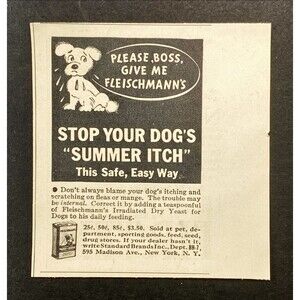 PLEASE, BOSS,
GIVE ME
FLEISCHMANN'S
STOP YOUR DOG'S
"SUMMER ITCH"
This Safe, Easy Way
● Don't always blame your dog's itching and
scratching on fleas or mange. The trouble may
be internal. Correct it by adding a teaspoonful
of Fleischmann's Irradiated Dry Yeast for
Dogs to his daily feeding.
25¢, 50¢, 85¢, $3.50. Sold at pet, de-
partment, sporting goods, feed, seed,
drug stores. If your dealer hasn't it,
write Standard Brands Inc., Dept.
595 Madison Ave., New York, N. Y.